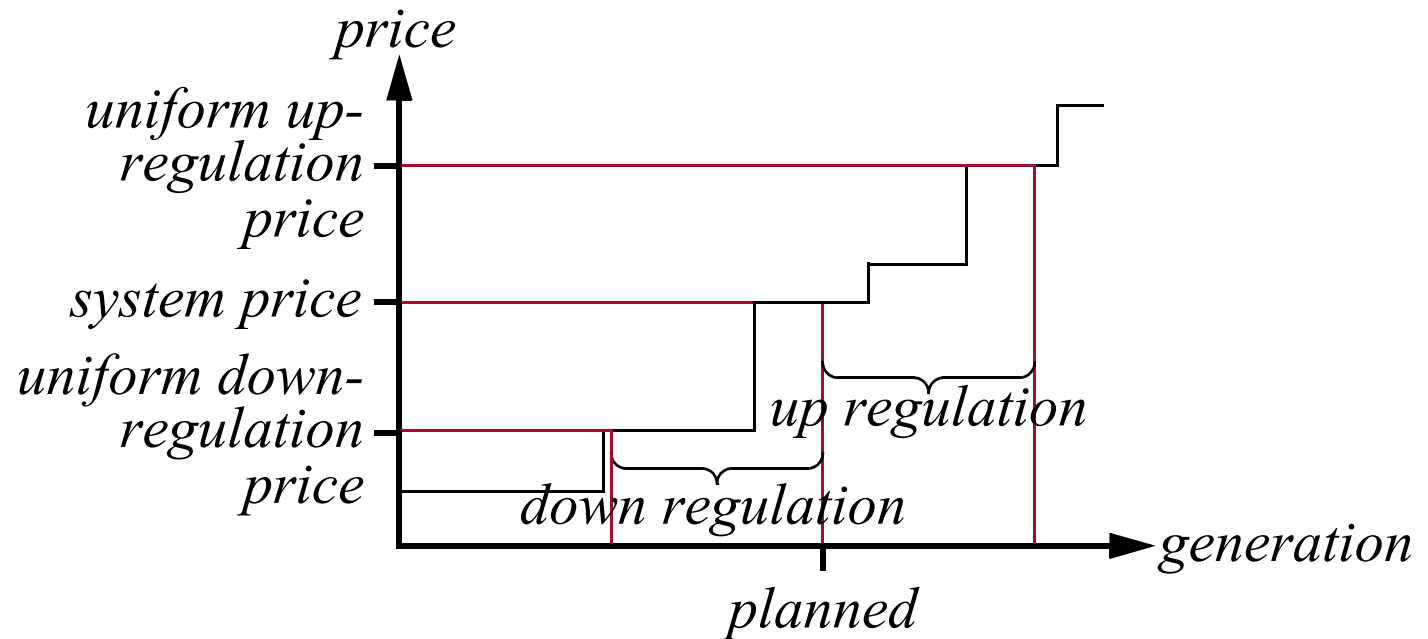 price
uniform up-
regulation
price
system price
uniform down-
regulation
price
up regulation
down regulation
generation
planned